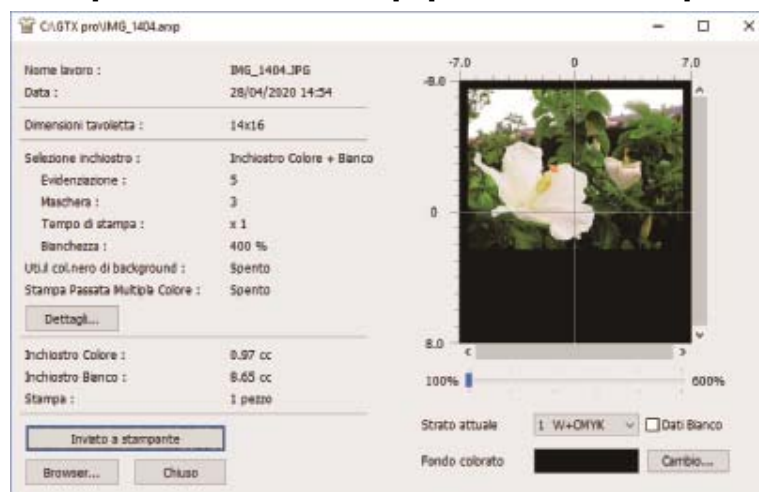 C:\GTX pro\IMG_1404.arxp
Nome lavoro : IMG_1404.JPG
Data : 28/04/2020 14:54
Dimensioni tavoletta : 14x16
Selezione inchiostro : Inchiostro Colore + Bianco
Evidenziazione : 5
Maschera : 3
Tempo di stampa : x 1
Bianchezza : 400 %
Uti.il col.nero di background : Spento
Stampa Passata Multipla Colore : Spento
Dettagli...
Inchiostro Colore : 0.97 cc
Inchiostro Bianco : 8.65 cc
Stampa : 1 pezzo
Inviato a stampante
Browser... Chiuso
-7.0 0 7.0
-8.0
0
8.0
100% 600%
Strato attuale 1 W+CMYK Dati Bianco
Fondo colorato Cambio...